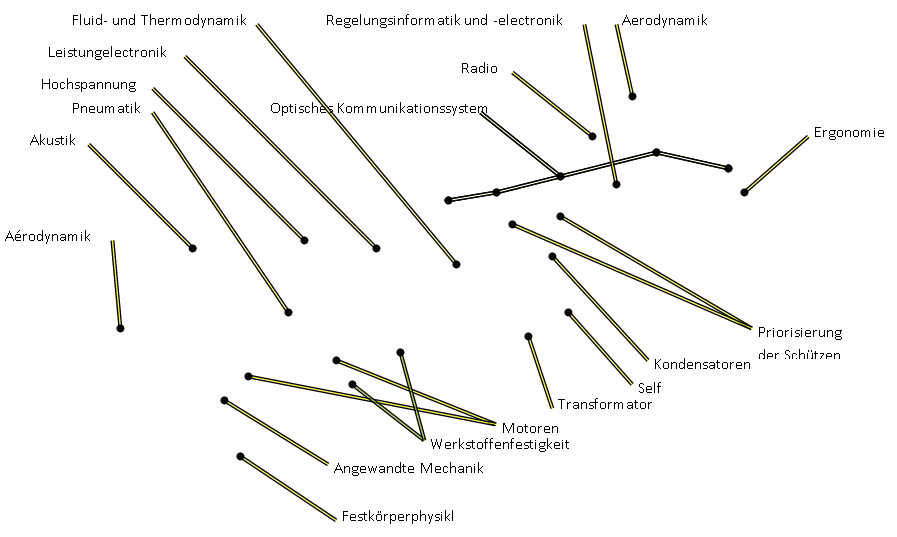 Fluid- und Thermodynamik
Regelungsinformatik und -electronik
Aerodynamik
Leistungelectronik
Radio
Hochspannung
Pneumatik
Optisches Kommunikationssystem
Ergonomie
Akustik
Aérodynamik
Priorisierung
der Schützen
Kondensatoren
Self
Transformator
Motoren
Werkstoffenfestigkeit
Angewandte Mechanik
Festkörperphysikl